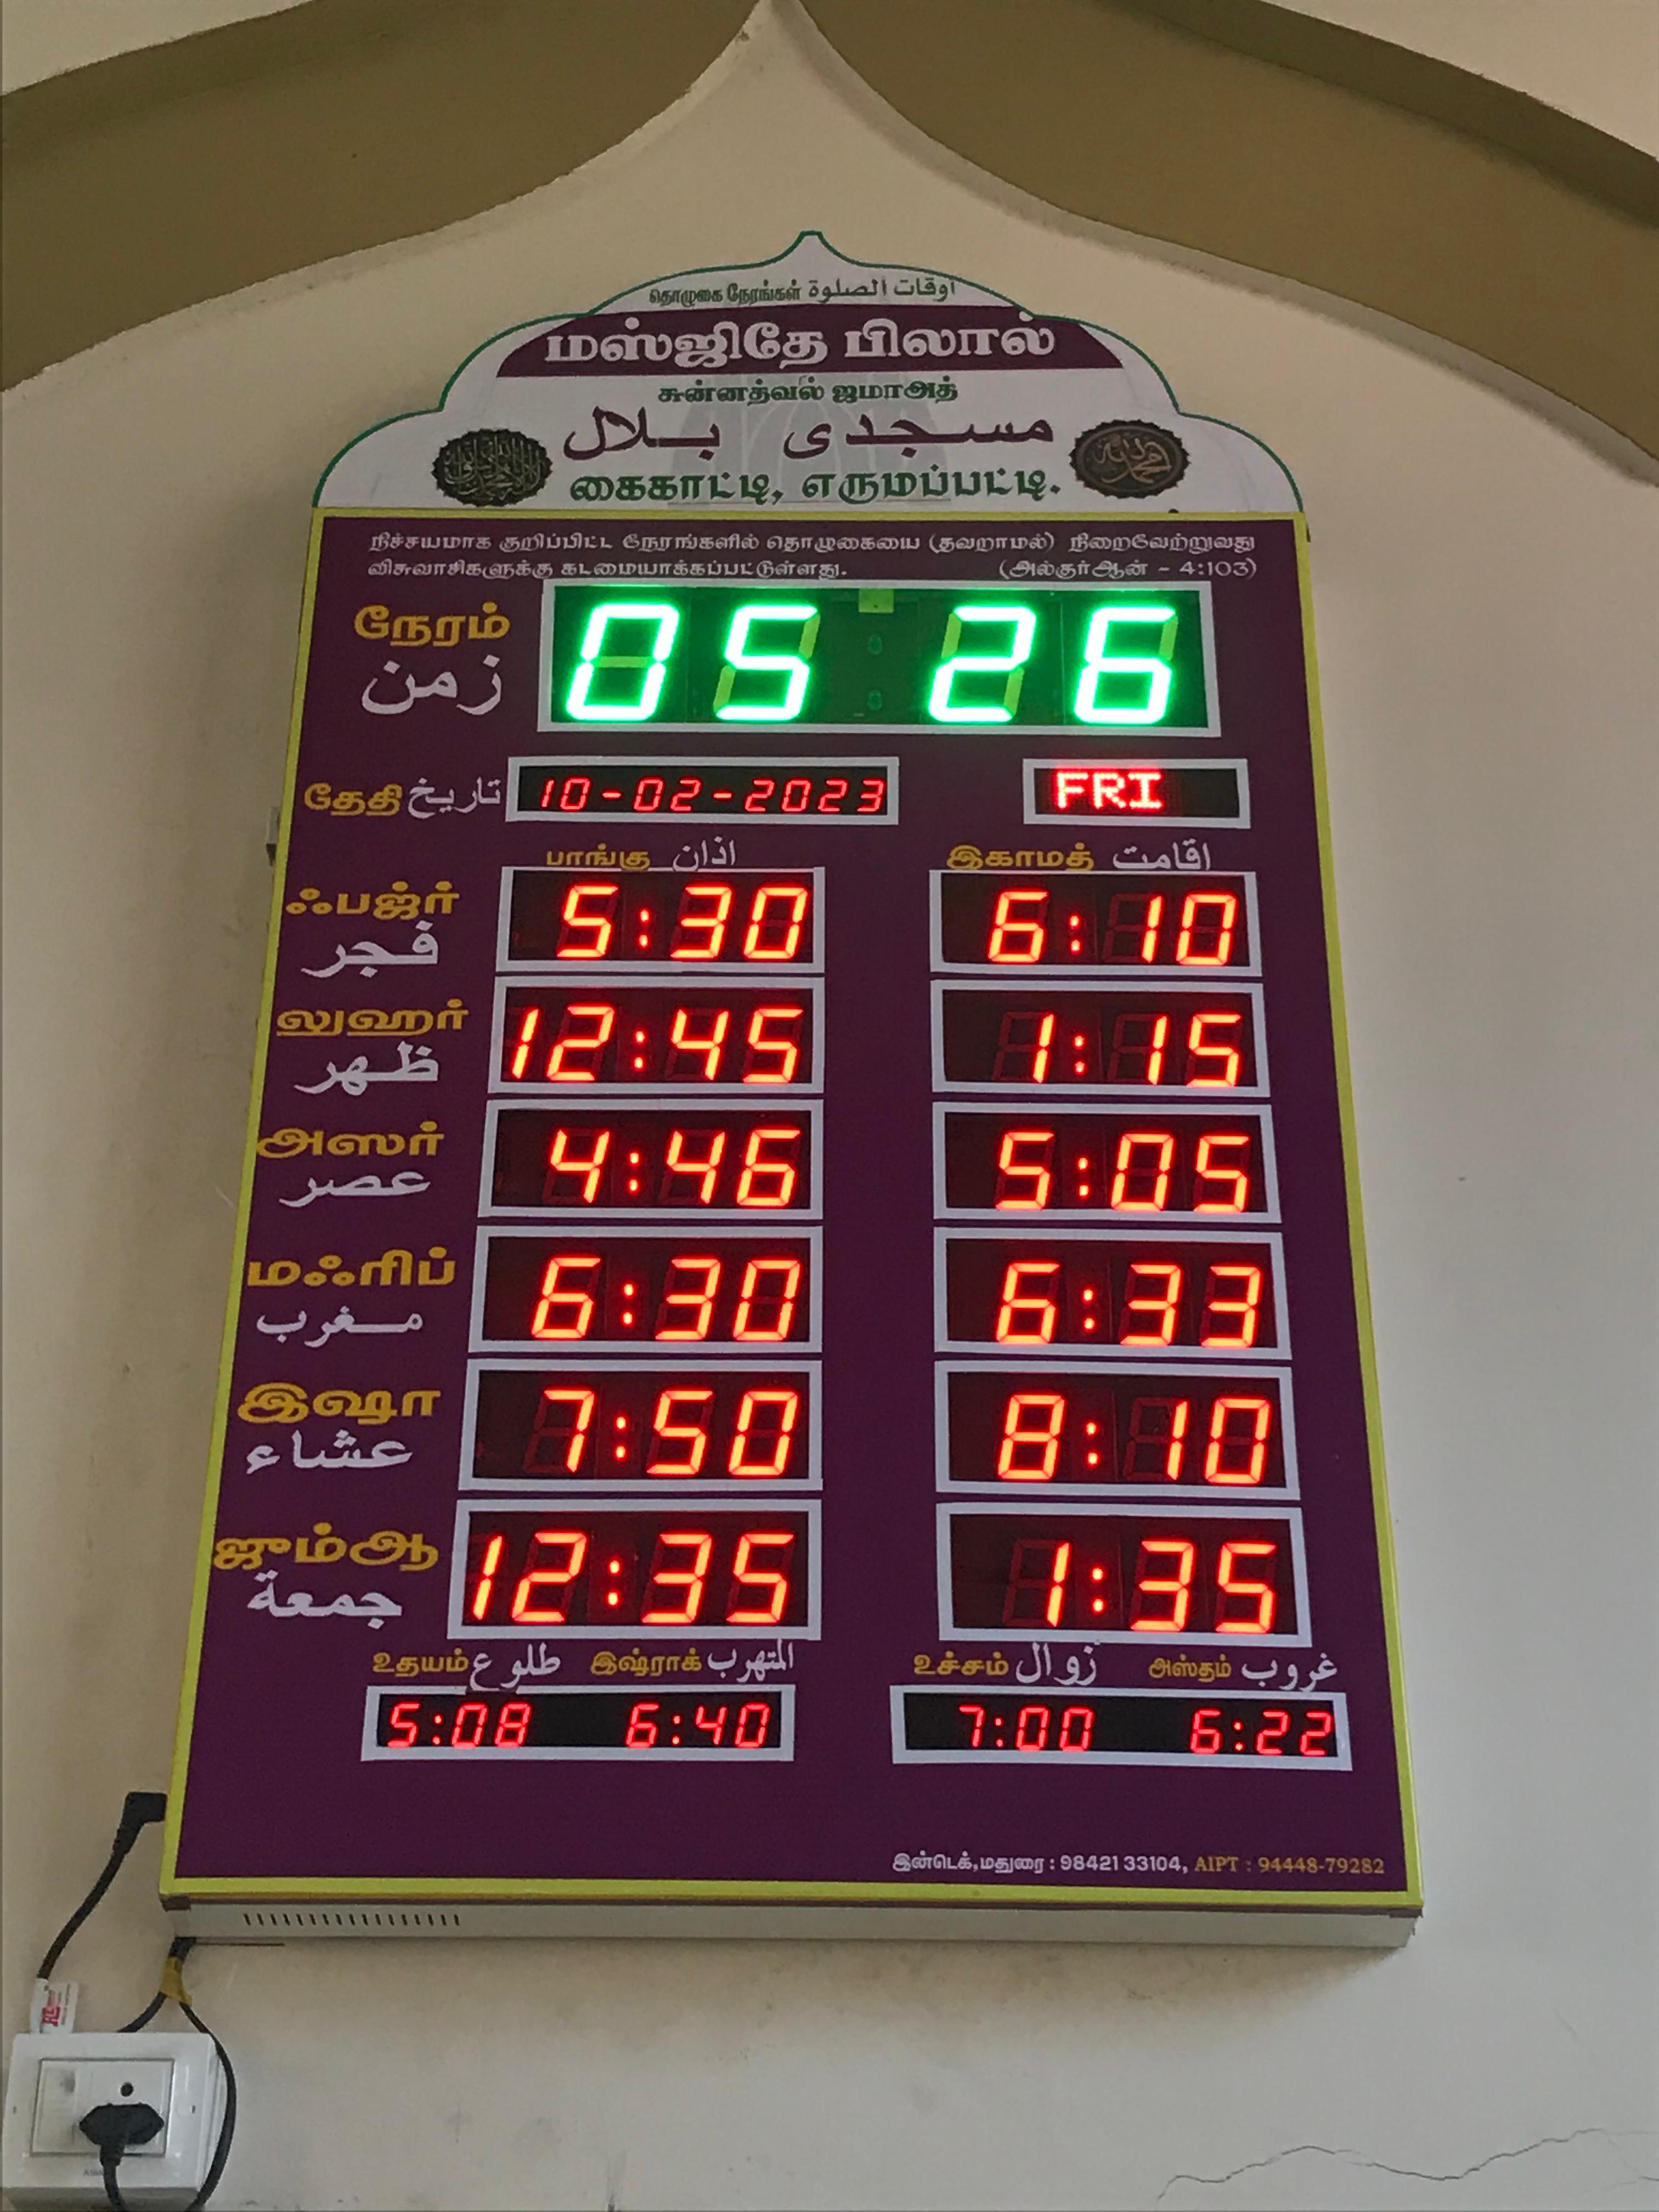 தொழுகை நேரங்கள் اوقات الصلوة
மஸ்ஜிதே பிலால்
சுன்னத்வல் ஜமாஅத்
مسجدی بلال
கைகாட்டி, எருமப்பட்டி.
நிச்சயமாக குறிப்பிட்ட நேரங்களில் தொழுகையை (தவறாமல்) நிறைவேற்றுவது
விசுவாசிகளுக்கு கடமையாக்கப்பட்டுள்ளது. (அல்குர்ஆன் - 4:103)
நேரம் 05 26
زمن
தேதி تاریخ 10-02-2023 FRI
பாங்கு اذان இகாமத் اقامت
ஃபஜ்ர் 5:30 6:10
فجر
லுஹர் 12:45 1:15
ظہر
அஸர் 4:46 5:05
عصر
மஃரிப் 6:30 6:33
مغرب
இஷா 7:50 8:10
عشاء
ஜும்ஆ 12:35 1:35
جمعة
உதயம் طلوع இஷ்ராக் உச்சம் زوال அஸ்தம் غروب
5:08 6:40 7:00 6:22
இன்டெக்,மதுரை : 98421 33104, AIPT : 94448-79282